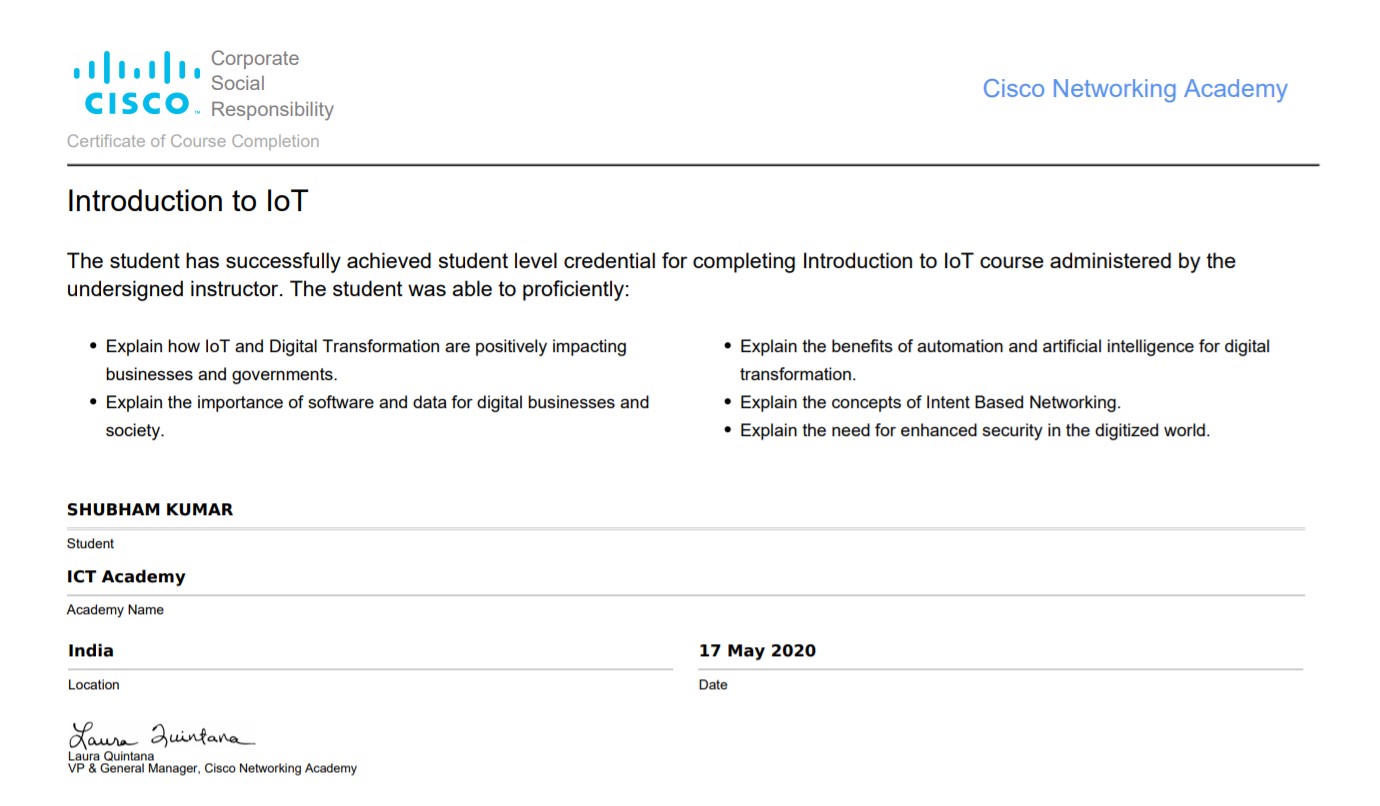 Corporate
Social
Responsibility
CISCO™
Cisco Networking Academy
Certificate of Course Completion
Introduction to IoT
The student has successfully achieved student level credential for completing Introduction to IoT course administered by the
undersigned instructor. The student was able to proficiently:
• Explain how IoT and Digital Transformation are positively impacting
businesses and governments.
• Explain the importance of software and data for digital businesses and
society.
• Explain the benefits of automation and artificial intelligence for digital
transformation.
• Explain the concepts of Intent Based Networking.
• Explain the need for enhanced security in the digitized world.
SHUBHAM KUMAR
Student
ICT Academy
Academy Name
India
Location
17 May 2020
Date
Laura Quintana
Laura Quintana
VP & General Manager, Cisco Networking Academy